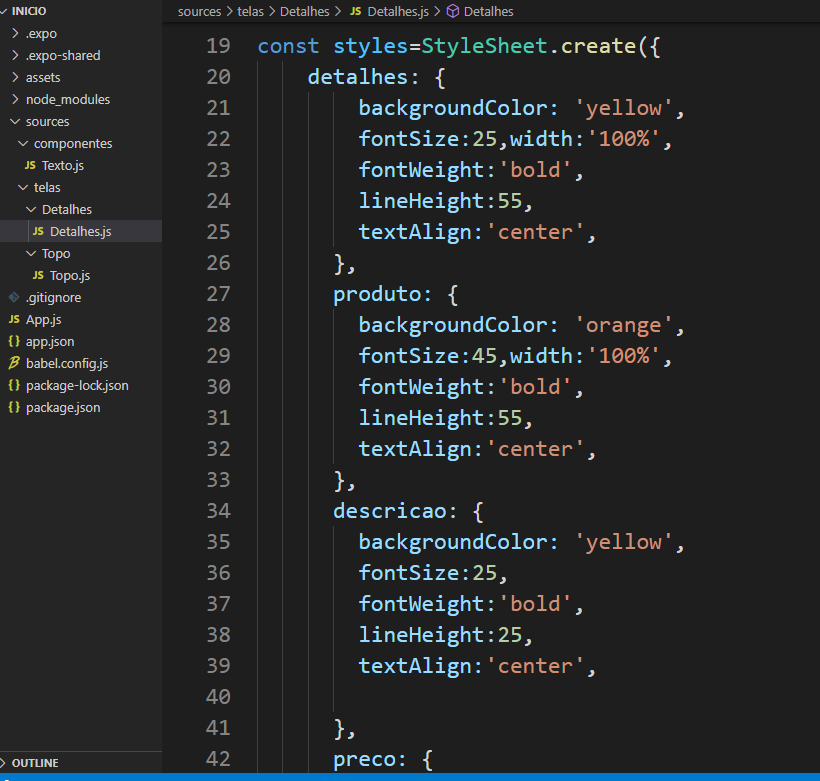 INICIO
.expo
.expo-shared
assets
node_modules
sources
componentes
JS Texto.js
telas
Detalhes
JS Detalhes.js
Topo
JS Topo.js
.gitignore
JS App.js
{} app.json
babel.config.js
{} package-lock.json
{} package.json
OUTLINE
sources > telas > Detalhes > JS Detalhes.js > Detalhes
19 const styles=StyleSheet.create({
20 detalhes: {
21 backgroundColor: 'yellow',
22 fontSize:25,width:'100%',
23 fontWeight:'bold',
24 lineHeight:55,
25 textAlign:'center',
26 },
27 produto: {
28 backgroundColor: 'orange',
29 fontSize:45,width:'100%',
30 fontWeight:'bold',
31 lineHeight:55,
32 textAlign:'center',
33 },
34 descricao: {
35 backgroundColor: 'yellow',
36 fontSize:25,
37 fontWeight:'bold',
38 lineHeight:25,
39 textAlign:'center',
40
41 },
42 preco: {